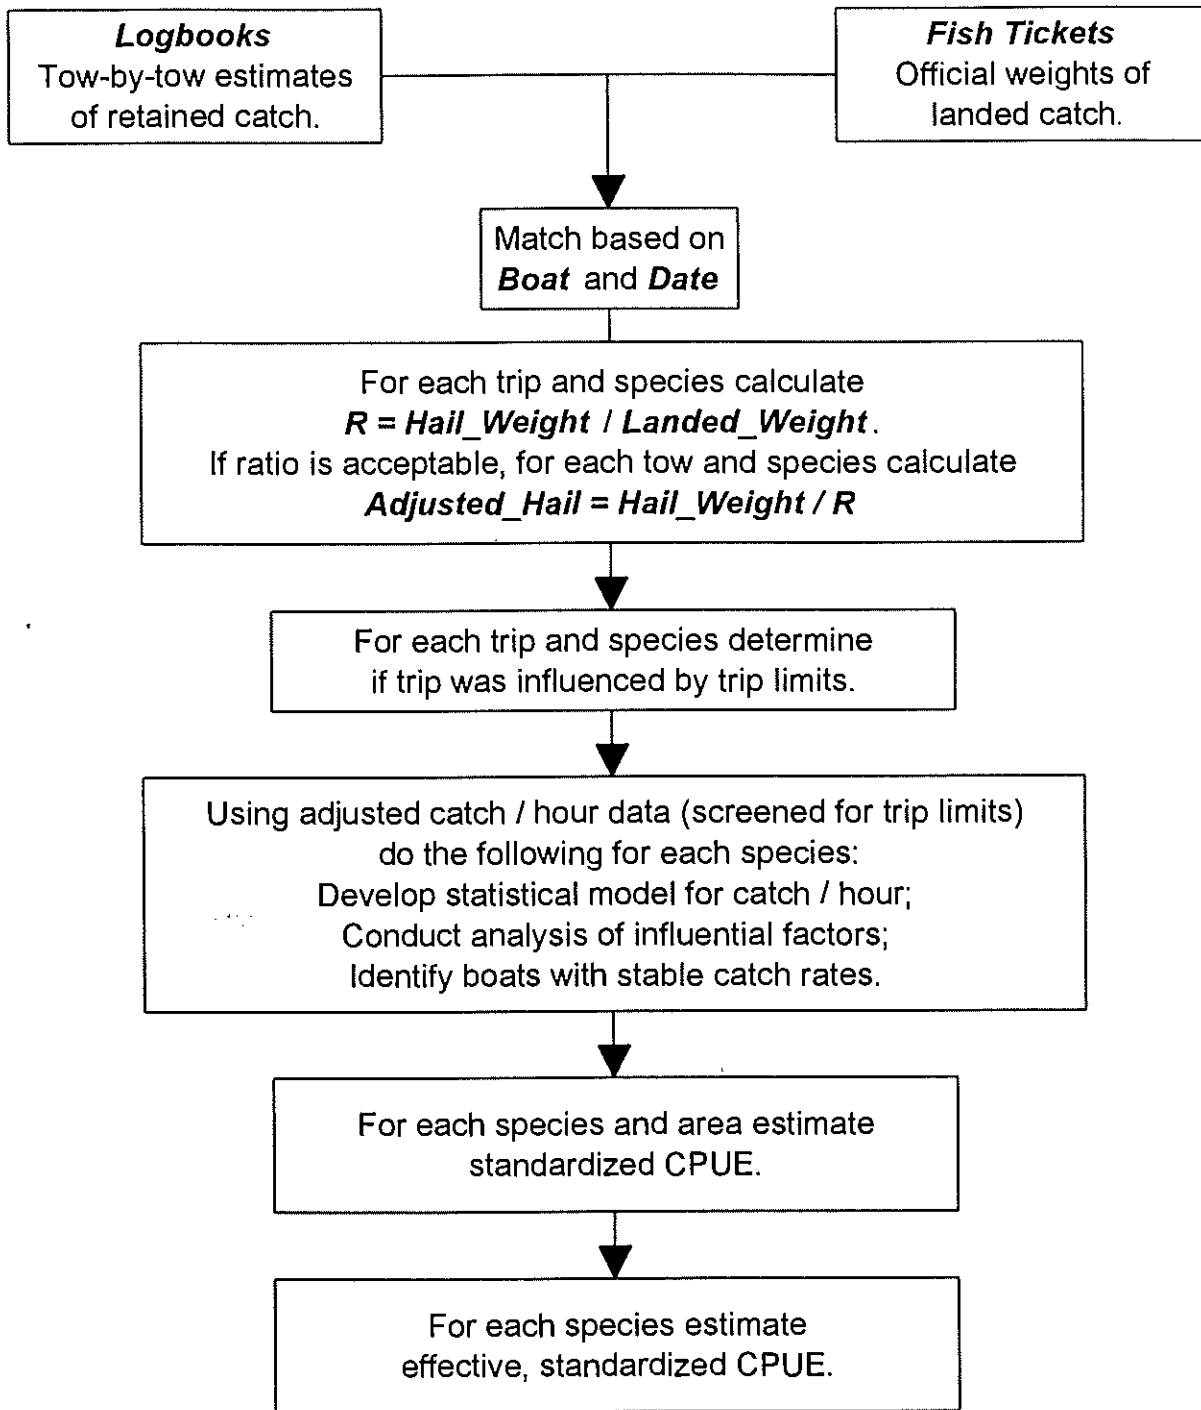 Logbooks
Tow-by-tow estimates
of retained catch.
Fish Tickets
Official weights of
landed catch.
Match based on
Boat and Date
For each trip and species calculate
R = Hail_Weight / Landed_Weight.
If ratio is acceptable, for each tow and species calculate
Adjusted_Hail = Hail_Weight / R
For each trip and species determine
if trip was influenced by trip limits.
Using adjusted catch / hour data (screened for trip limits)
do the following for each species:
Develop statistical model for catch / hour;
Conduct analysis of influential factors;
Identify boats with stable catch rates.
For each species and area estimate
standardized CPUE.
For each species estimate
effective, standardized CPUE.